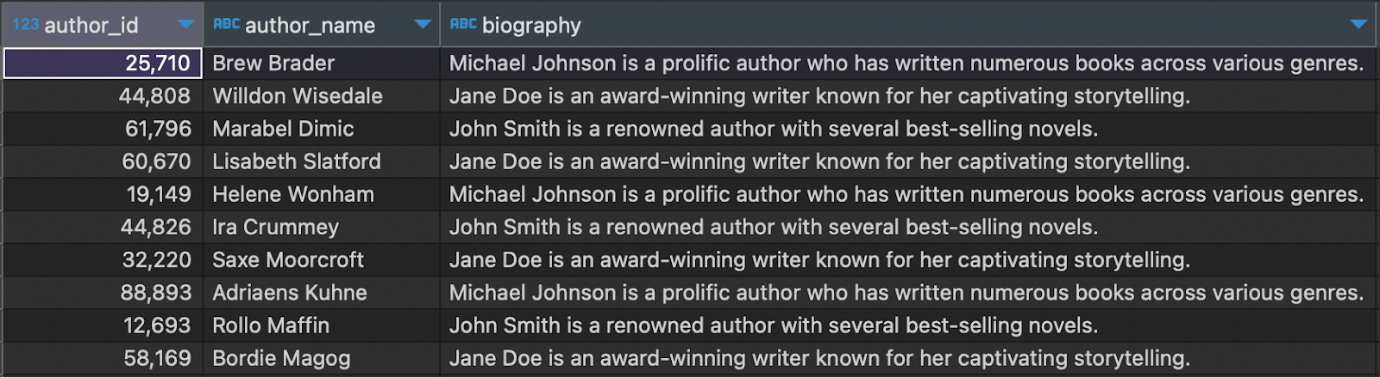 123 author_id ABC author_name ABC biography
25,710 Brew Brader Michael Johnson is a prolific author who has written numerous books across various genres.
44,808 Willdon Wisedale Jane Doe is an award-winning writer known for her captivating storytelling.
61,796 Marabel Dimic John Smith is a renowned author with several best-selling novels.
60,670 Lisabeth Slatford Jane Doe is an award-winning writer known for her captivating storytelling.
19,149 Helene Wonham Michael Johnson is a prolific author who has written numerous books across various genres.
44,826 Ira Crummey John Smith is a renowned author with several best-selling novels.
32,220 Saxe Moorcroft Jane Doe is an award-winning writer known for her captivating storytelling.
88,893 Adriaens Kuhne Michael Johnson is a prolific author who has written numerous books across various genres.
12,693 Rollo Maffin John Smith is a renowned author with several best-selling novels.
58,169 Bordie Magog Jane Doe is an award-winning writer known for her captivating storytelling.